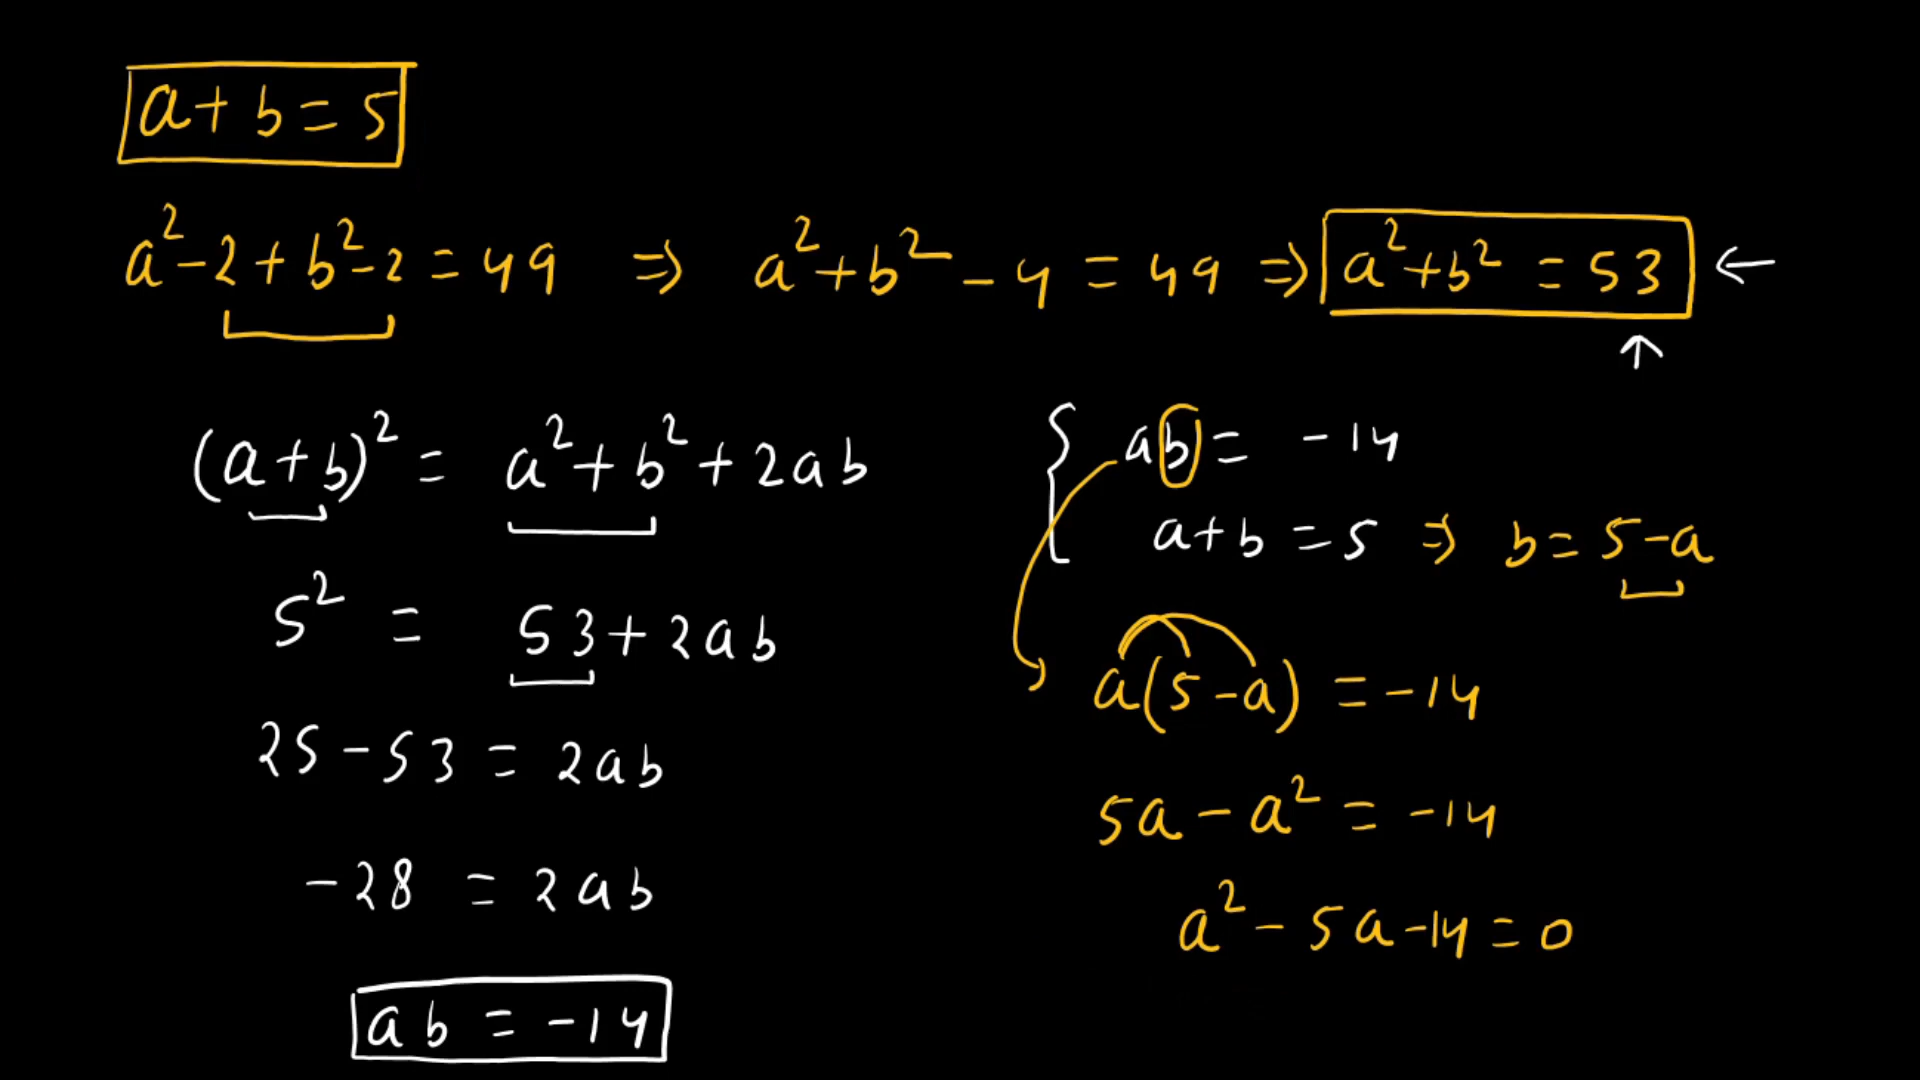 a + b = 5
a² - 2 + b² - 2 = 49 ⇒ a² + b² - 4 = 49 ⇒ a² + b² = 53 ←
↑
(a + b)² = a² + b² + 2ab
5² = 53 + 2ab
25 - 53 = 2ab
-28 = 2ab
ab = -14
{ ab = -14
a + b = 5 ⇒ b = 5 - a
a(5 - a) = -14
5a - a² = -14
a² - 5a - 14 = 0